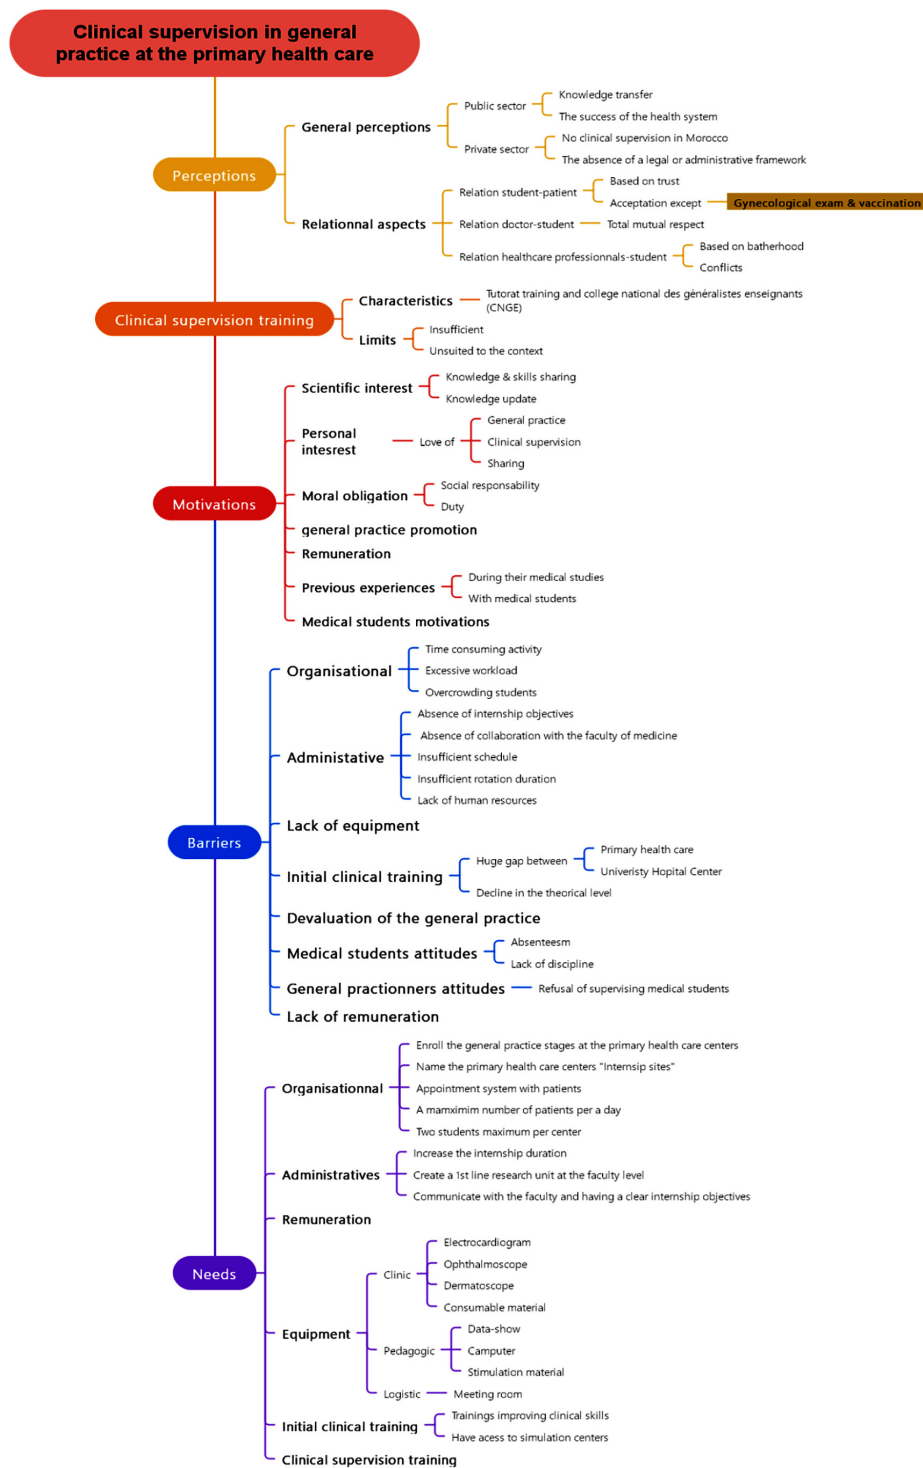 Clinical supervision in general
practice at the primary health care
Perceptions
General perceptions
Public sector
Knowledge transfer
The success of the health system
Private sector
No clinical supervision in Morocco
The absence of a legal or administrative framework
Relationnal aspects
Relation student-patient
Based on trust
Acceptation except
Gynecological exam & vaccination
Relation doctor-student
Total mutual respect
Relation healthcare professionnals-student
Based on batherhood
Conflicts
Clinical supervision training
Characteristics
Tutorat training and college national des généralistes enseignants
(CNGE)
Limits
Insufficient
Unsuited to the context
Motivations
Scientific interest
Knowledge & skills sharing
Knowledge update
Personal
intesrest
Love of
General practice
Clinical supervision
Sharing
Moral obligation
Social responsability
Duty
general practice promotion
Remuneration
Previous experiences
During their medical studies
With medical students
Medical students motivations
Barriers
Organisational
Time consuming activity
Excessive workload
Overcrowding students
Administative
Absence of internship objectives
Absence of collaboration with the faculty of medicine
Insufficient schedule
Insufficient rotation duration
Lack of human resources
Lack of equipment
Initial clinical training
Huge gap between
Primary health care
Univeristy Hopital Center
Decline in the theorical level
Devaluation of the general practice
Medical students attitudes
Absenteesm
Lack of discipline
General practionners attitudes
Refusal of supervising medical students
Lack of remuneration
Needs
Organisationnal
Enroll the general practice stages at the primary health care centers
Name the primary health care centers "Internsip sites"
Appointment system with patients
A mamximim number of patients per a day
Two students maximum per center
Administratives
Increase the internship duration
Create a 1st line research unit at the faculty level
Communicate with the faculty and having a clear internship objectives
Remuneration
Equipment
Clinic
Electrocardiogram
Ophthalmoscope
Dermatoscope
Consumable material
Pedagogic
Data-show
Camputer
Stimulation material
Logistic
Meeting room
Initial clinical training
Trainings improving clinical skills
Have acess to simulation centers
Clinical supervision training